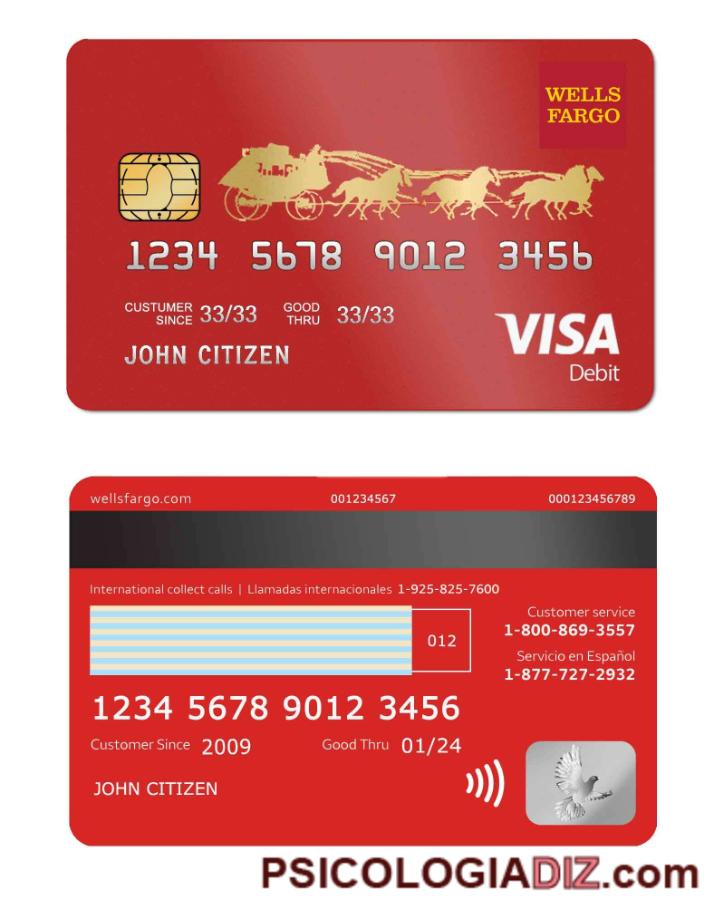 WELLS
FARGO
1234 5678 9012 3456
CUSTUMER SINCE 33/33 GOOD THRU 33/33
JOHN CITIZEN
VISA
Debit
wellsfargo.com 001234567 000123456789
International collect calls | Llamadas internacionales 1-925-825-7600
Customer service
012
1-800-869-3557
Servicio en Español
1-877-727-2932
1234 5678 9012 3456
Customer Since 2009 Good Thru 01/24
JOHN CITIZEN
PSICOLOGIADIZ.com